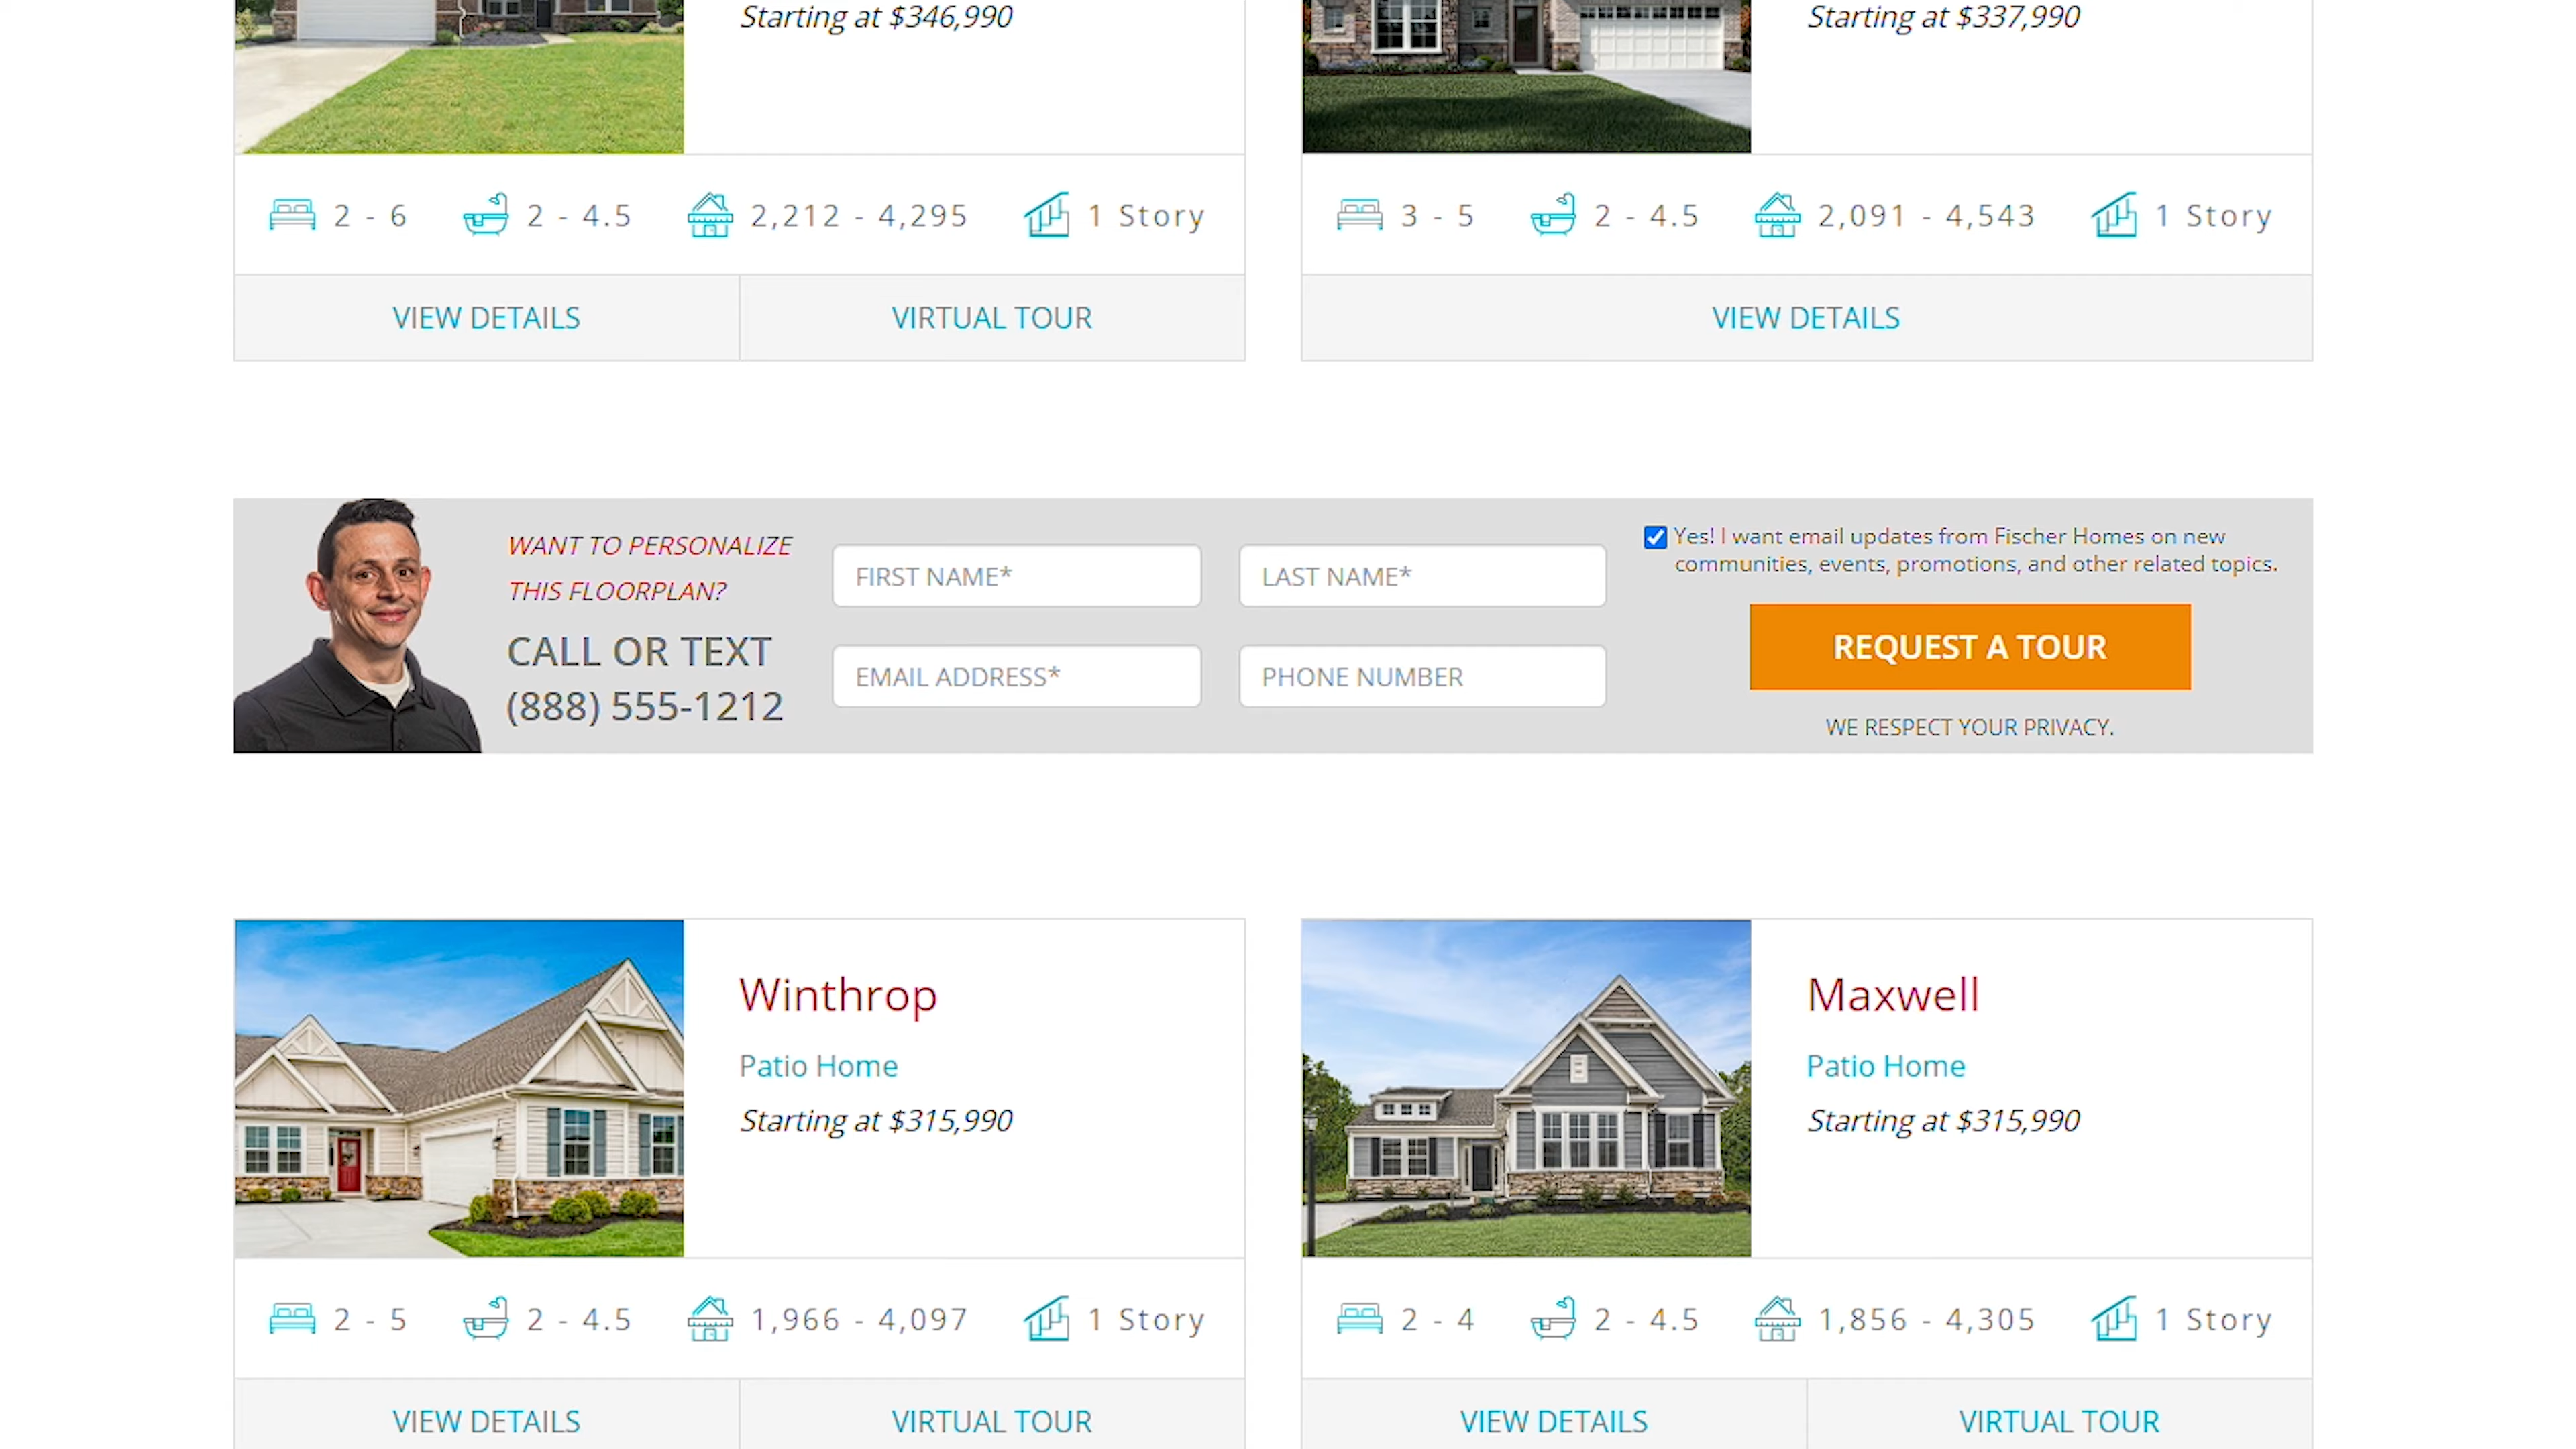 Starting at $346,990
Starting at $337,990
2 - 6
2 - 4.5
2,212 - 4,295
1 Story
3 - 5
2 - 4.5
2,091 - 4,543
1 Story
VIEW DETAILS
VIRTUAL TOUR
VIEW DETAILS
WANT TO PERSONALIZE
THIS FLOORPLAN?
CALL OR TEXT
(888) 555-1212
FIRST NAME*
LAST NAME*
EMAIL ADDRESS*
PHONE NUMBER
Yes! I want email updates from Fischer Homes on new
communities, events, promotions, and other related topics.
REQUEST A TOUR
WE RESPECT YOUR PRIVACY.
Winthrop
Patio Home
Starting at $315,990
Maxwell
Patio Home
Starting at $315,990
2 - 5
2 - 4.5
1,966 - 4,097
1 Story
2 - 4
2 - 4.5
1,856 - 4,305
1 Story
VIEW DETAILS
VIRTUAL TOUR
VIEW DETAILS
VIRTUAL TOUR